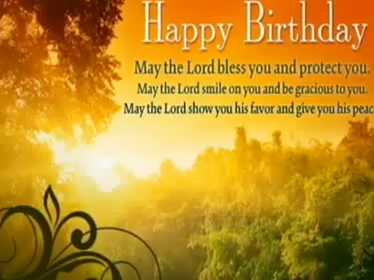 Happy Birthday
May the Lord bless you and protect you.
May the Lord smile on you and be gracious to you.
May the Lord show you his favor and give you his peac